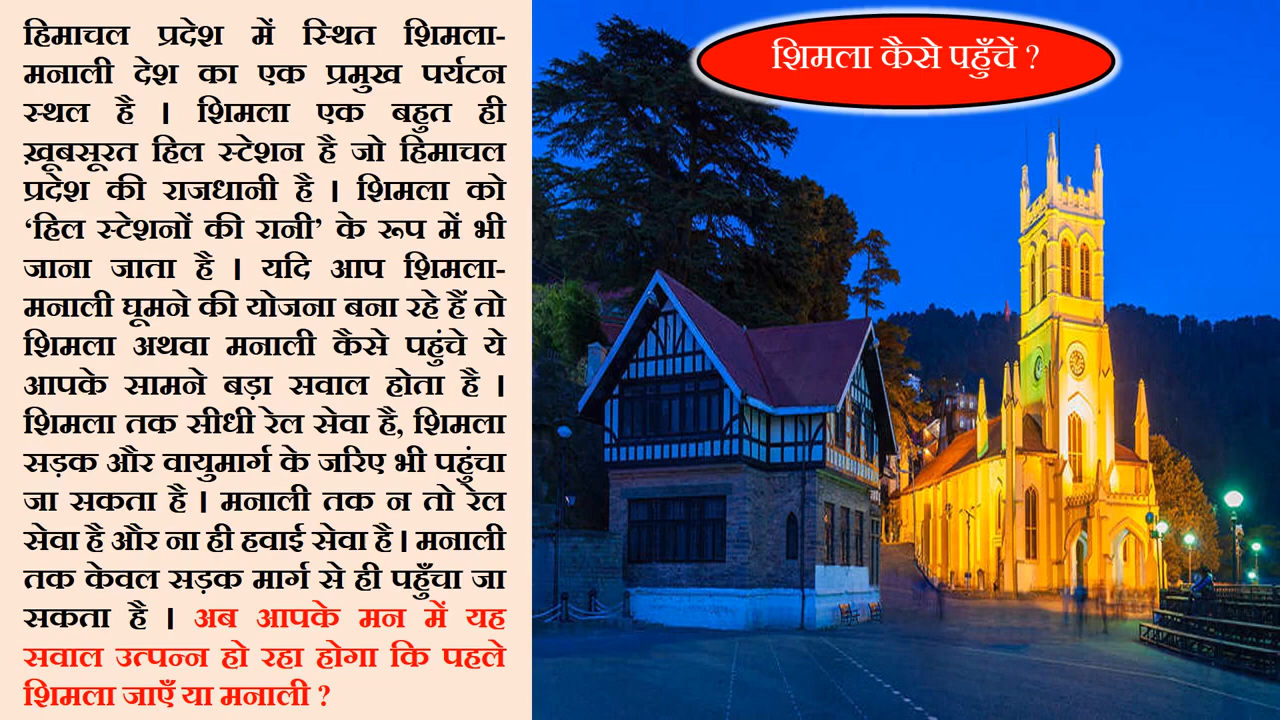 हिमाचल प्रदेश में स्थित शिमला-
मनाली देश का एक प्रमुख पर्यटन
स्थल है । शिमला एक बहुत ही
ख़ूबसूरत हिल स्टेशन है जो हिमाचल
प्रदेश की राजधानी है । शिमला को
‘हिल स्टेशनों की रानी’ के रूप में भी
जाना जाता है । यदि आप शिमला-
मनाली घूमने की योजना बना रहे हैं तो
शिमला अथवा मनाली कैसे पहुंचे ये
आपके सामने बड़ा सवाल होता है ।
शिमला तक सीधी रेल सेवा है, शिमला
सड़क और वायुमार्ग के जरिए भी पहुंचा
जा सकता है । मनाली तक न तो रेल
सेवा है और ना ही हवाई सेवा है । मनाली
तक केवल सड़क मार्ग से ही पहुँचा जा
सकता है । अब आपके मन में यह
सवाल उत्पन्न हो रहा होगा कि पहले
शिमला जाएँ या मनाली ?
शिमला कैसे पहुँचें ?